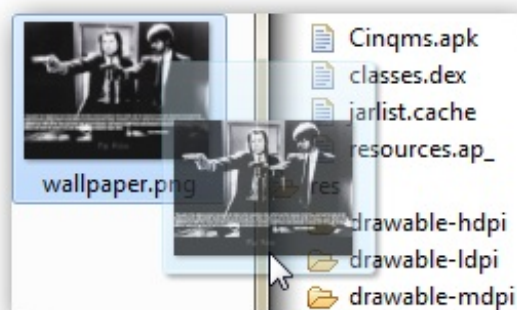 wallpaper.png
Cinqms.apk
classes.dex
jarlist.cache
resources.ap_
res
drawable-hdpi
drawable-ldpi
drawable-mdpi